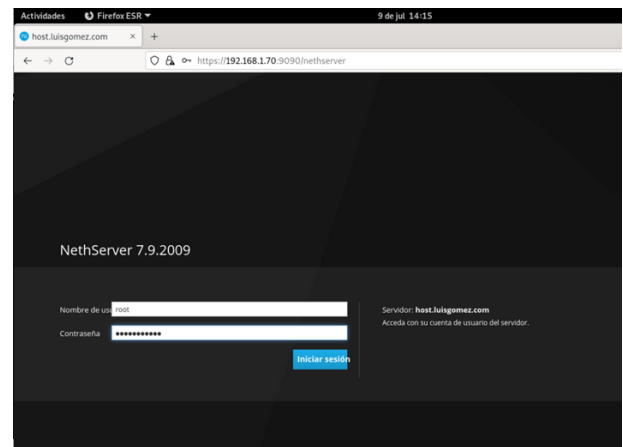 Actividades Firefox ESR 9 de jul 14:15
host.luisgomez.com × +
https://192.168.1.70:9090/nethserver
NethServer 7.9.2009
Nombre de usu root
Servidor: host.luisgomez.com
Acceda con su cuenta de usuario del servidor.
Contraseña •••••••••••
Iniciar sesión